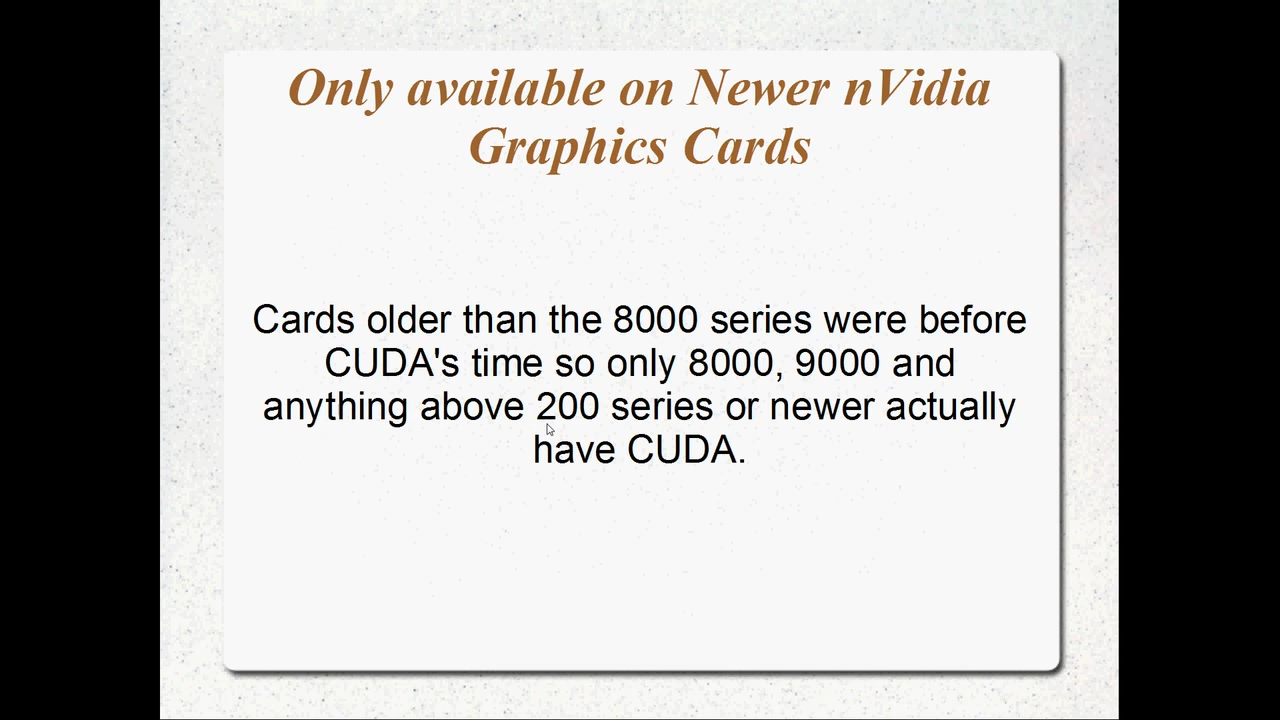 Only available on Newer nVidia
Graphics Cards
Cards older than the 8000 series were before
CUDA's time so only 8000, 9000 and
anything above 200 series or newer actually
have CUDA.